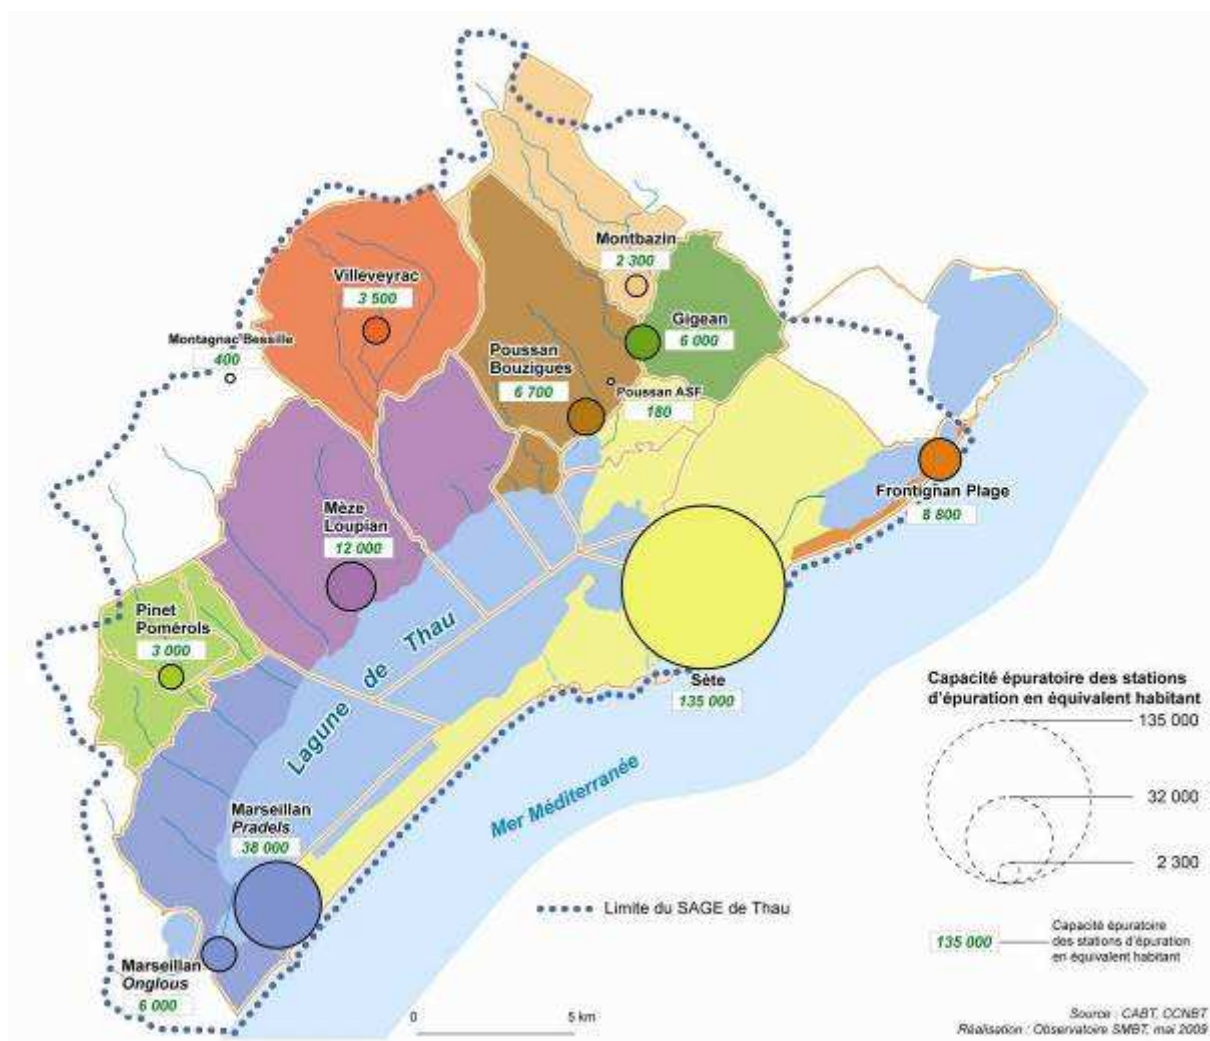 Montbazin
2 300
Villeveyrac
3 500
Gigean
6 000
Montagnac Bessille
400
Poussan
Bouzigues
6 700
Poussan ASF
180
Frontignan Plage
8 800
Mèze
Loupian
12 000
Pinet
Pomérols
3 000
Lagune de Thau
Sète
135 000
Mer Méditerranée
Marseillan
Pradels
38 000
Marseillan
Onglous
6 000
Capacité épuratoire des stations
d'épuration en équivalent habitant
135 000
32 000
2 300
Limite du SAGE de Thau
135 000
Capacité épuratoire
des stations d'épuration
en équivalent habitant
0
5 km
Source : CABT, CCNBT
Réalisation : Observatoire SMBT, mai 2009